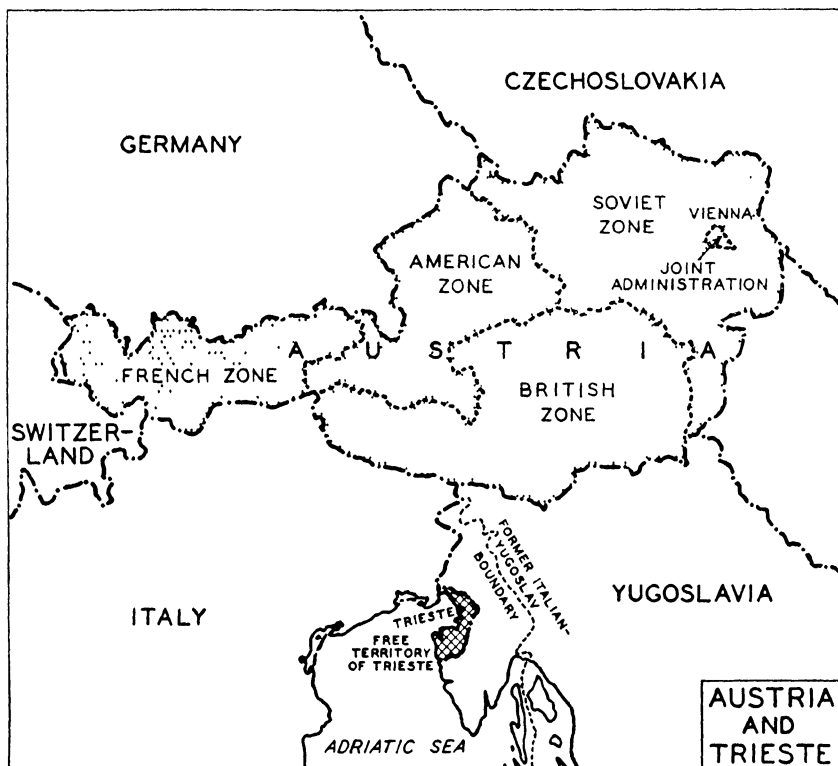 CZECHOSLOVAKIA
GERMANY
SOVIET
ZONE
VIENNA
JOINT
ADMINISTRATION
AMERICAN
ZONE
AUSTRIA
FRENCH ZONE
BRITISH
ZONE
SWITZER-
LAND
FORMER ITALIAN-
YUGOSLAV
BOUNDARY
YUGOSLAVIA
ITALY
TRIESTE
FREE
TERRITORY
OF TRIESTE
ADRIATIC SEA
AUSTRIA
AND
TRIESTE